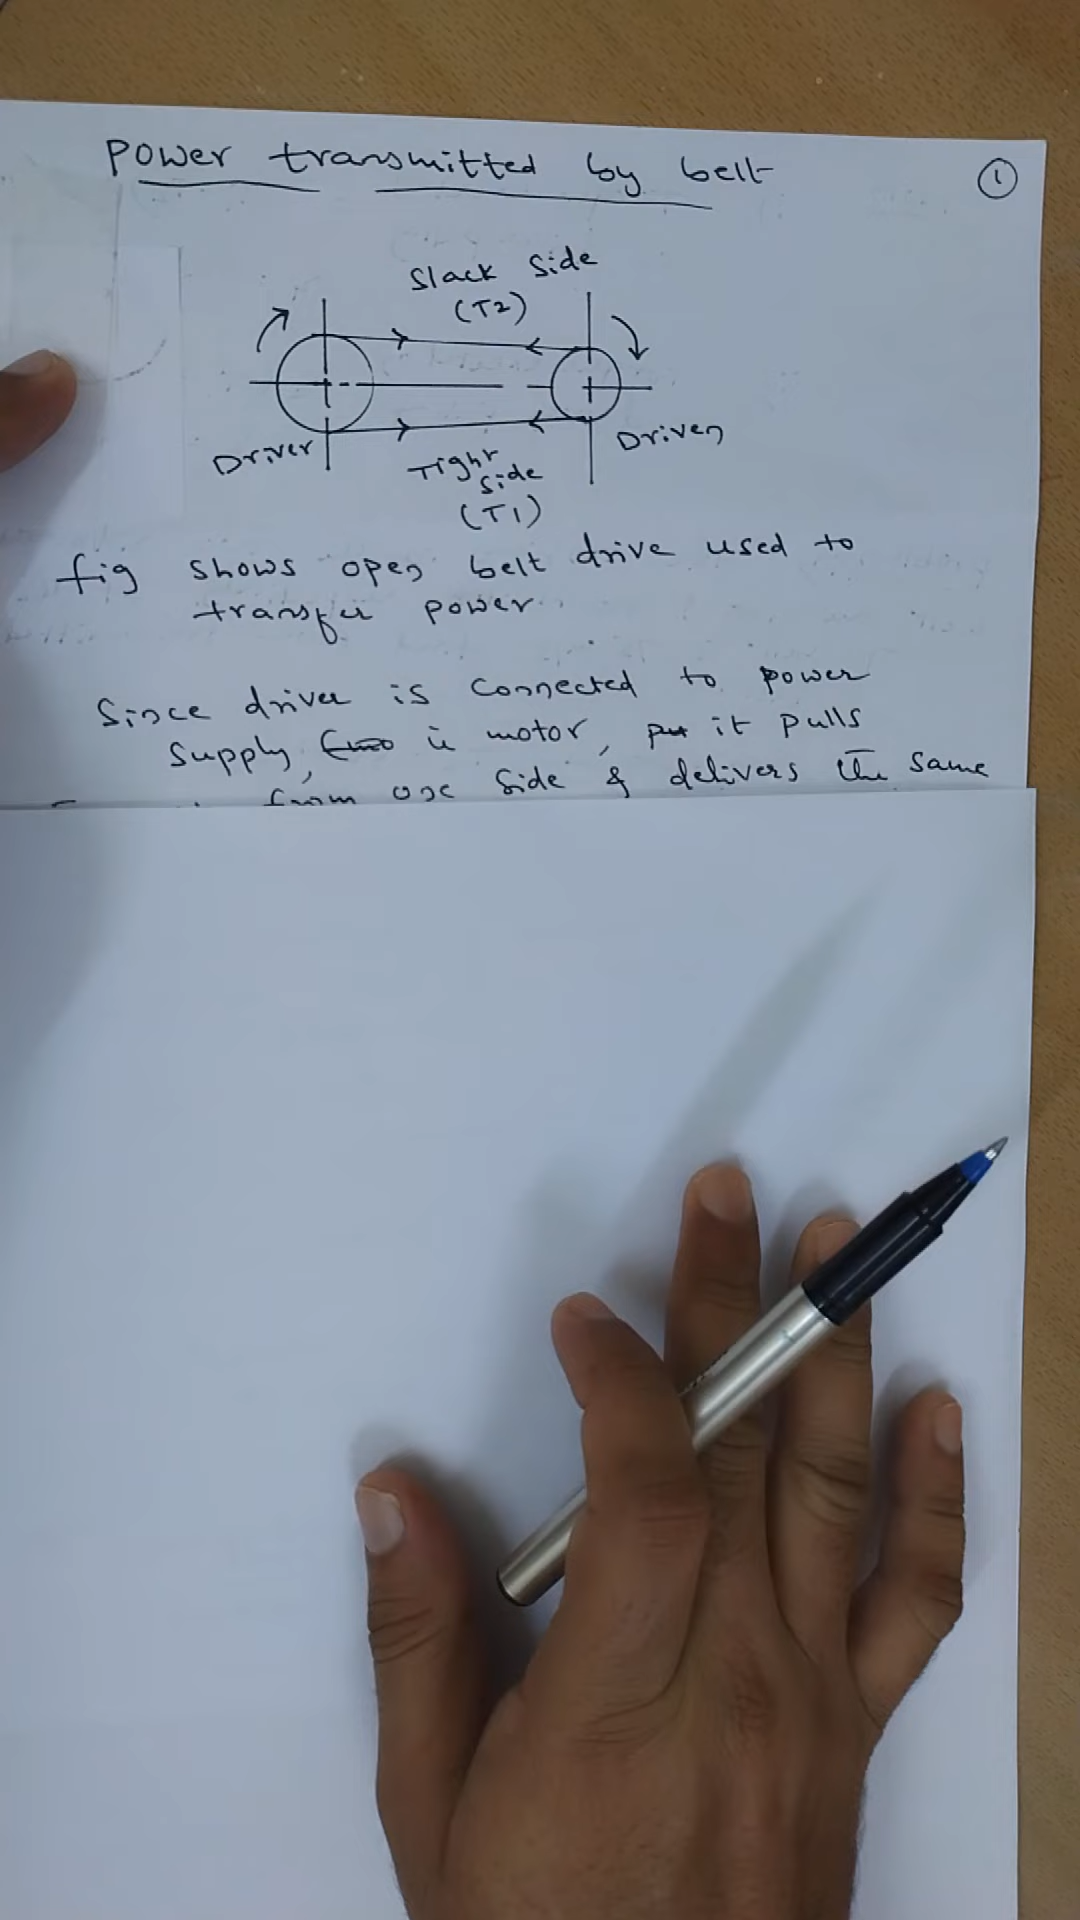 Power transmitted by belt
1
Slack Side
(T2)
Driver
Driven
Tight
Side
(T1)
fig shows open belt drive used to
transfer power.
Since driver is connected to power
supply, is motor, it pulls
from one side & delivers the same